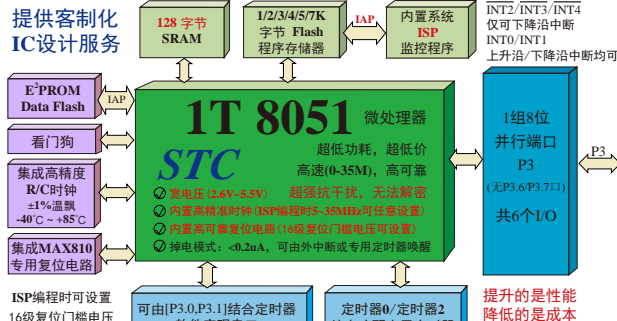 提供客制化
IC设计服务
128 字节
SRAM
1/2/3/4/5/7K
字节 Flash
程序存储器
IAP
内置系统
ISP
监控程序
INT2/INT3/INT4
仅可下降沿中断
INT0/INT1
上升沿/下降沿中断均可
E²PROM
Data Flash
IAP
看门狗
集成高精度
R/C时钟
±1%温飘
-40℃~+85℃
集成MAX810
专用复位电路
1T 8051 微处理器
STC
超低功耗，超低价
高速(0-35M)，高可靠
宽电压(2.6V~5.5V) 超强抗干扰，无法解密
内置高精准时钟(ISP编程时5~35MHz可任意设置)
内置高可靠复位电路(16级复位门槛电压可设置)
掉电模式：<0.2uA，可由外中断或专用定时器唤醒
1组8位
并行端口
P3
(无P3.6/P3.7口)
共6个I/O
P3
ISP编程时可设置
16级复位门槛电压
可由[P3.0,P3.1]结合定时器
定时器0/定时器2
提升的是性能
降低的是成本